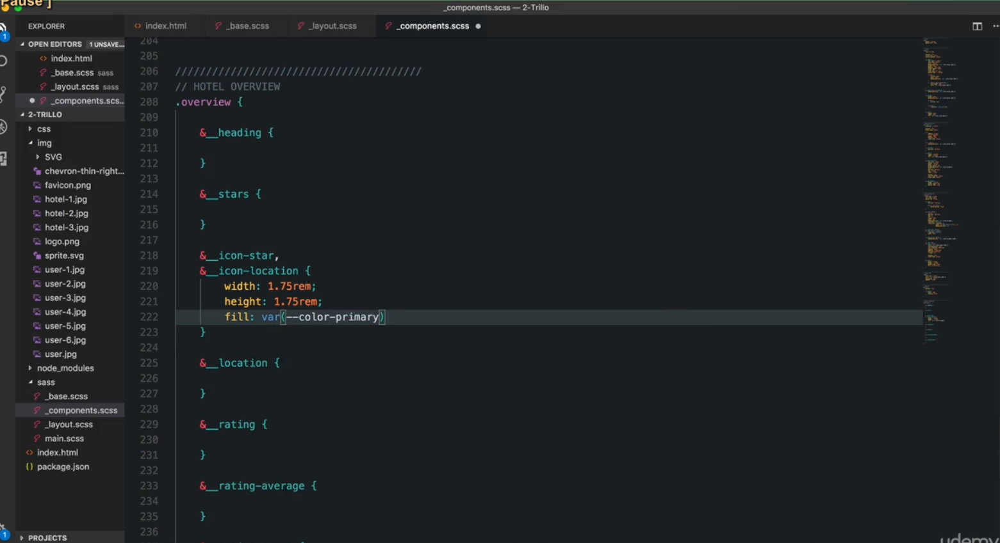 Pause ]
_components.scss — 2-Trillo
EXPLORER
index.html
_base.scss
_layout.scss
_components.scss
OPEN EDITORS 1 UNSAVE...
index.html
_base.scss sass
_layout.scss sass
_components.scs...
2-TRILLO
css
img
SVG
chevron-thin-right...
favicon.png
hotel-1.jpg
hotel-2.jpg
hotel-3.jpg
logo.png
sprite.svg
user-1.jpg
user-2.jpg
user-3.jpg
user-4.jpg
user-5.jpg
user-6.jpg
user.jpg
node_modules
sass
_base.scss
_components.scss
_layout.scss
main.scss
index.html
{} package.json
PROJECTS
1
1
204
205
206 ////////////////////////////////////////
207 // HOTEL OVERVIEW
208 .overview {
209
210 &__heading {
211
212 }
213
214 &__stars {
215
216 }
217
218 &__icon-star,
219 &__icon-location {
220 width: 1.75rem;
221 height: 1.75rem;
222 fill: var(--color-primary)
223 }
224
225 &__location {
226
227 }
228
229 &__rating {
230
231 }
232
233 &__rating-average {
234
235 }
236
udemy